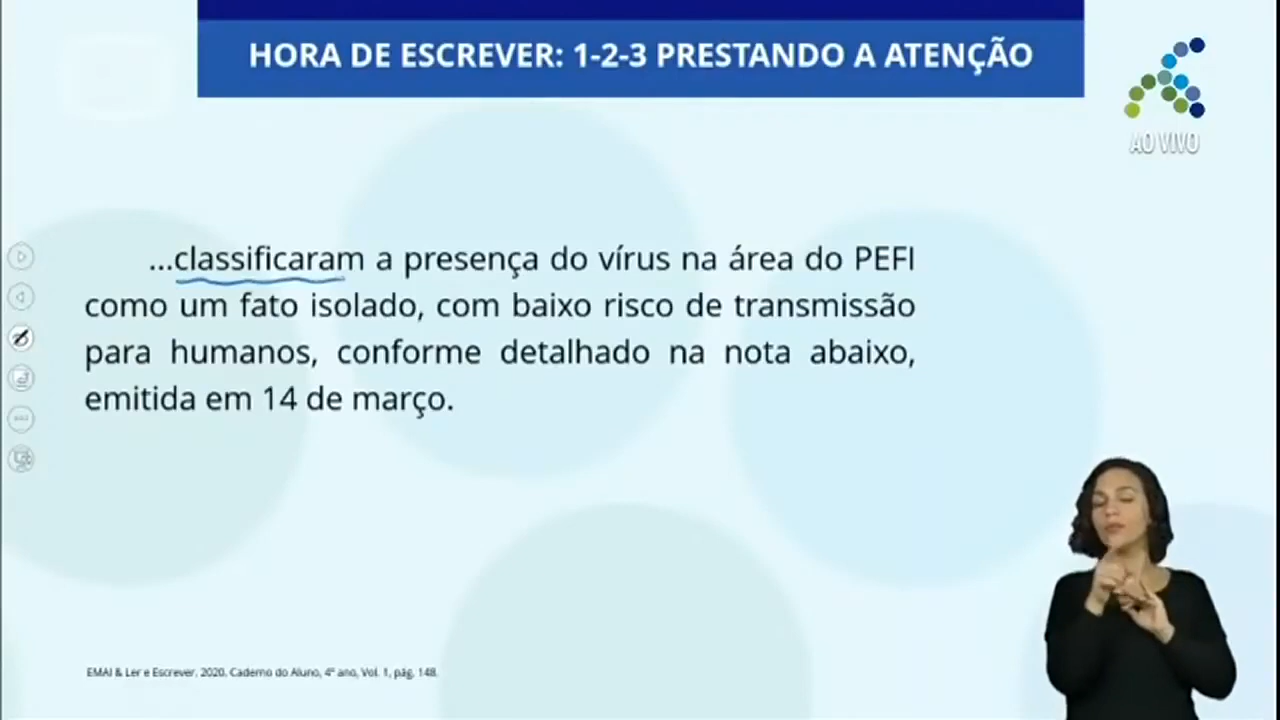 HORA DE ESCREVER: 1-2-3 PRESTANDO A ATENÇÃO
AO VIVO
...classificaram a presença do vírus na área do PEFI
como um fato isolado, com baixo risco de transmissão
para humanos, conforme detalhado na nota abaixo,
emitida em 14 de março.
EMAI & Ler e Escrever, 2020, Caderno do Aluno, 4º ano, Vol. 1, pág. 148.